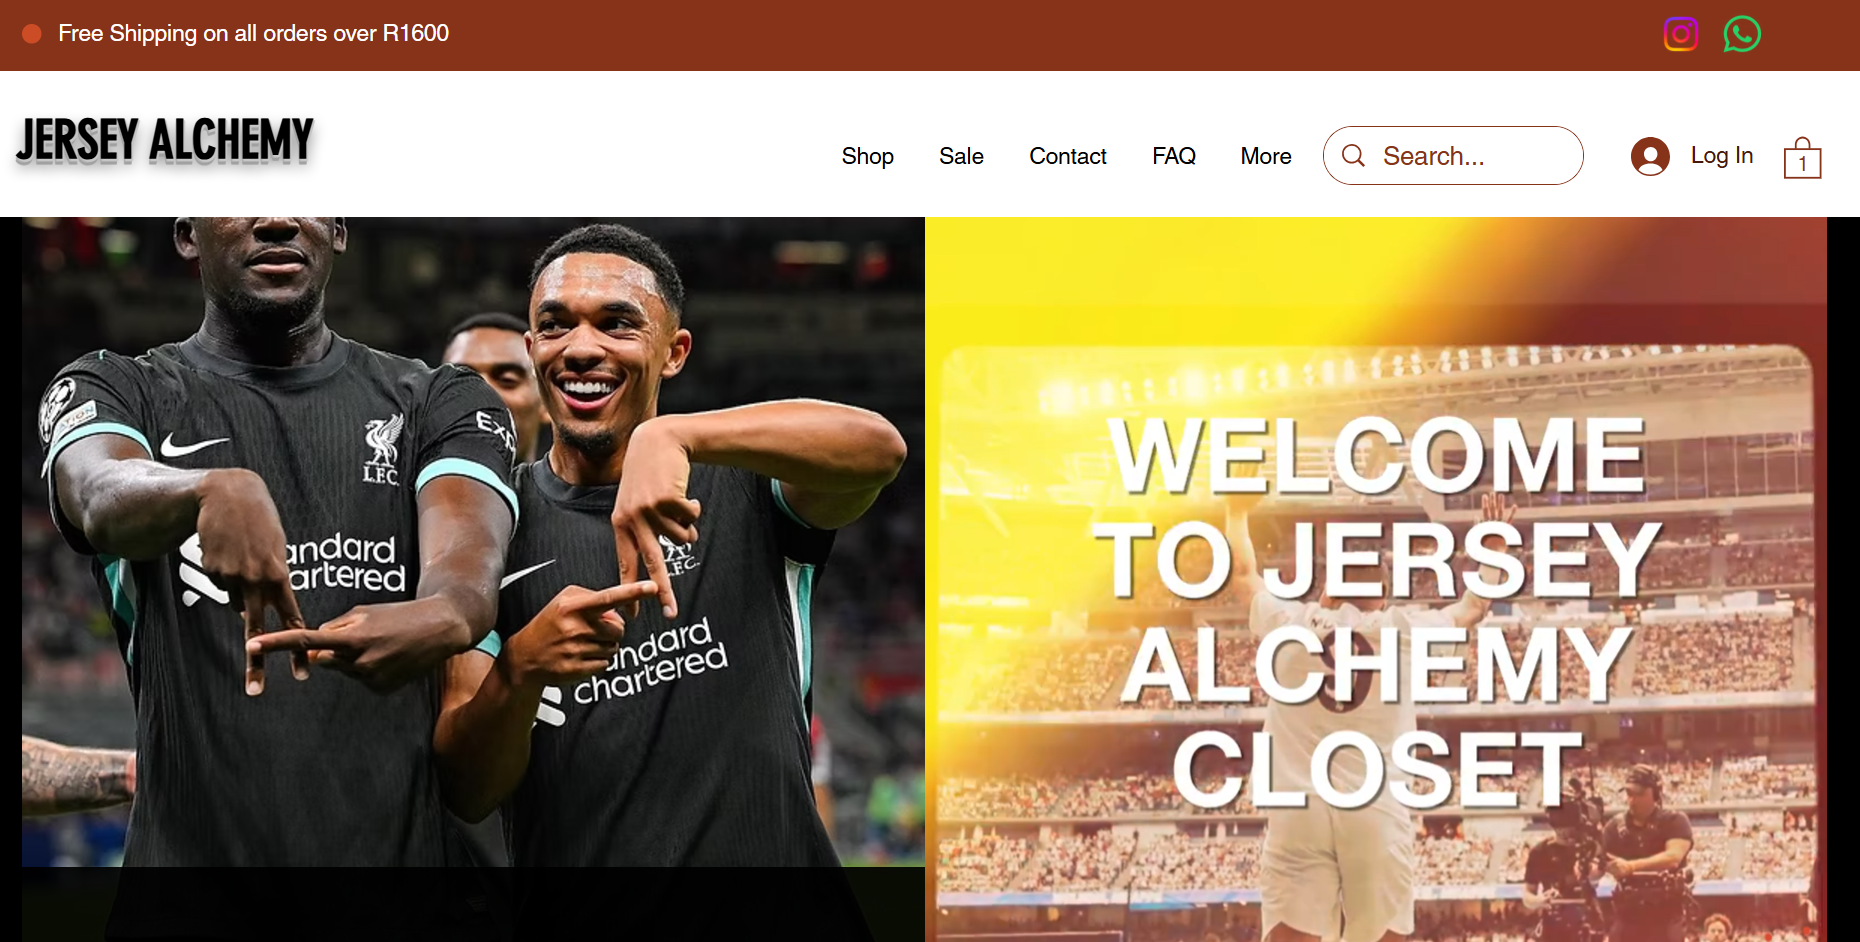 Free Shipping on all orders over R1600
JERSEY ALCHEMY
Shop
Sale
Contact
FAQ
More
Search...
Log In
1
L.F.C.
andard
artered
andard
chartered
WELCOME
TO JERSEY
ALCHEMY
CLOSET